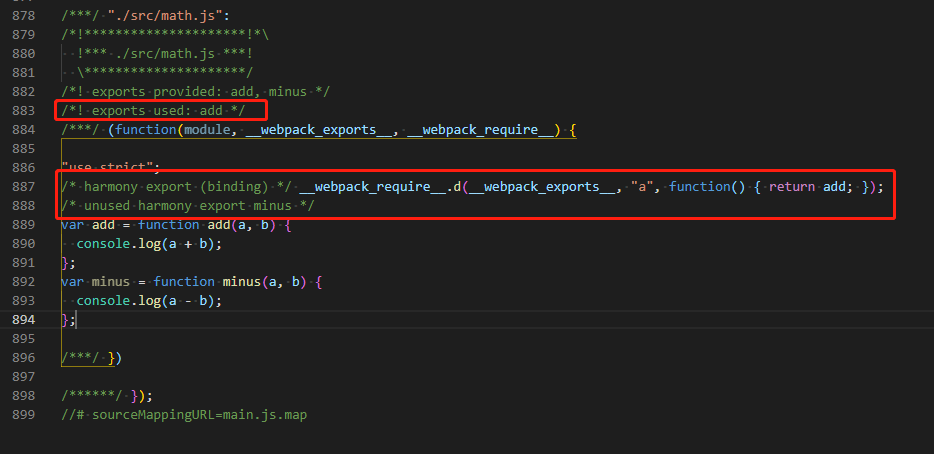 878 /***/ "./src/math.js":
879 /*!*********************!*\
880   !*** ./src/math.js ***!
881   \*********************/
882 /*! exports provided: add, minus */
883 /*! exports used: add */
884 /***/ (function(module, __webpack_exports__, __webpack_require__) {
885
886 "use strict";
887 /* harmony export (binding) */ __webpack_require__.d(__webpack_exports__, "a", function() { return add; });
888 /* unused harmony export minus */
889 var add = function add(a, b) {
890   console.log(a + b);
891 };
892 var minus = function minus(a, b) {
893   console.log(a - b);
894 };
895
896 /***/ })
897
898 /******/ });
899 //# sourceMappingURL=main.js.map